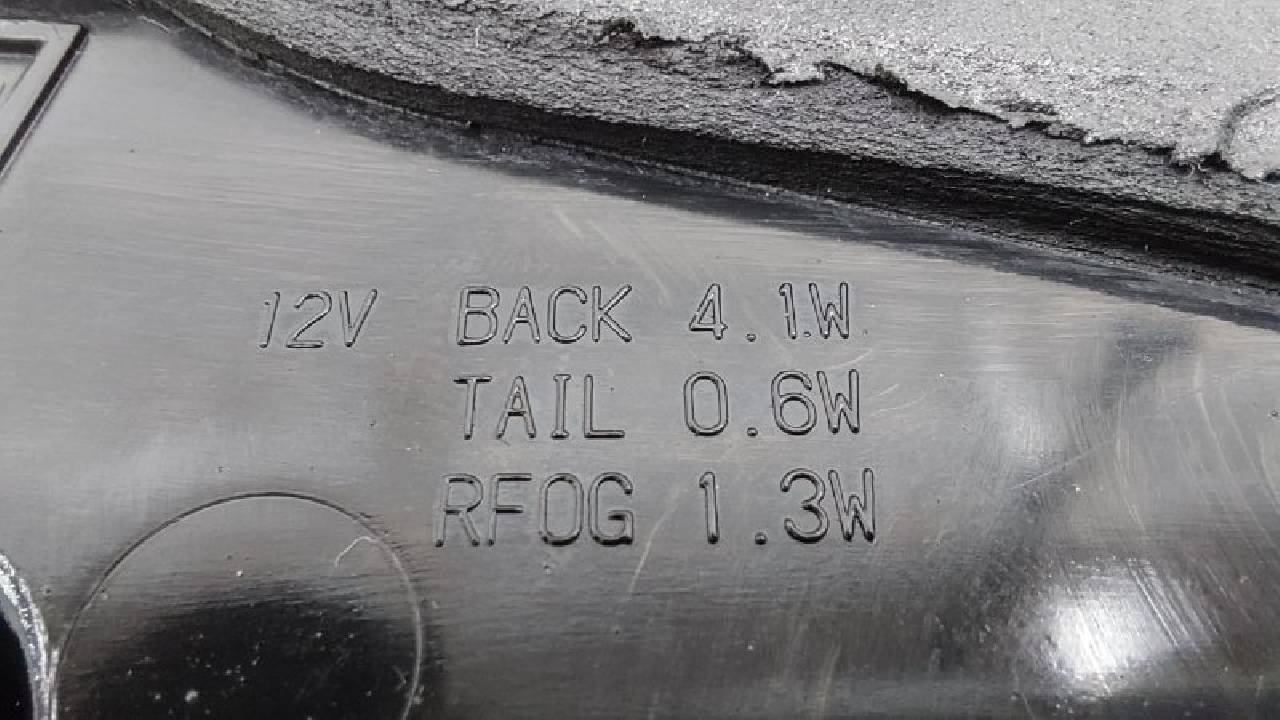 12V BACK 4.1W
TAIL 0.6W
RFOG 1.3W